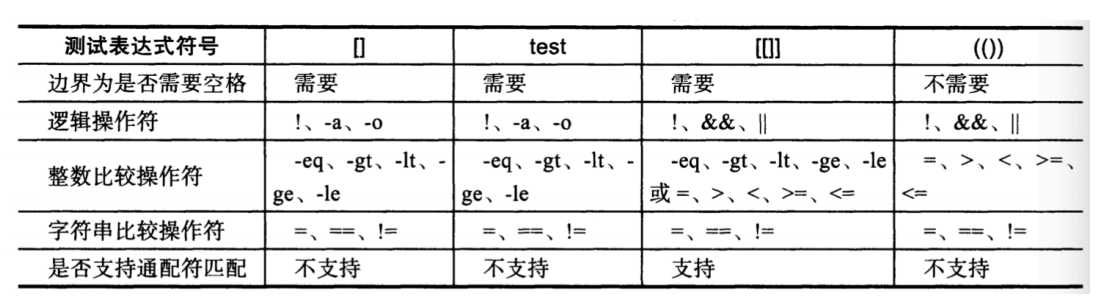 测试表达式符号 [] test [[]] (())
边界为是否需要空格 需要 需要 需要 不需要
逻辑操作符 !、-a、-o !、-a、-o !、&&、|| !、&&、||
整数比较操作符 -eq、-gt、-lt、-ge、-le -eq、-gt、-lt、-ge、-le -eq、-gt、-lt、-ge、-le或 =、>、<、>=、<= =、>、<、>=、<=
字符串比较操作符 =、==、!= =、==、!= =、==、!= =、==、!=
是否支持通配符匹配 不支持 不支持 支持 不支持